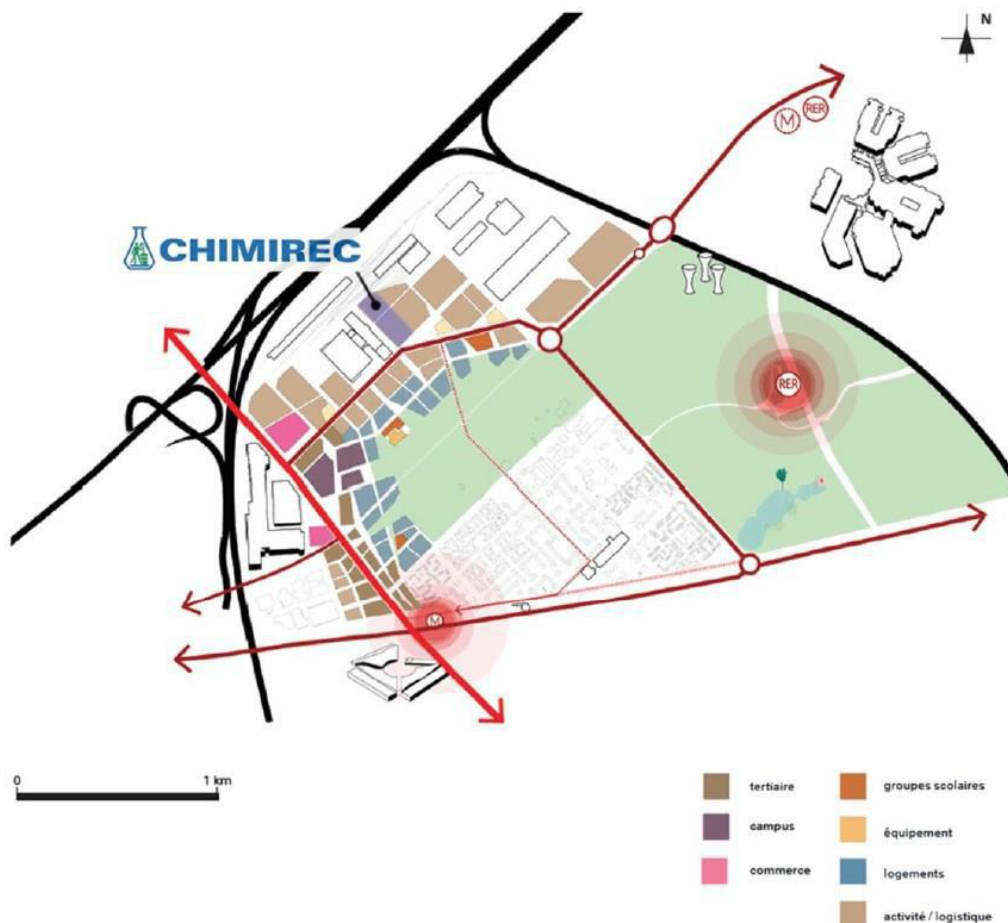 N
M
RER
CHIMIREC
RER
M
0
1 km
tertiaire
groupes scolaires
campus
équipement
commerce
logements
activité / logistique